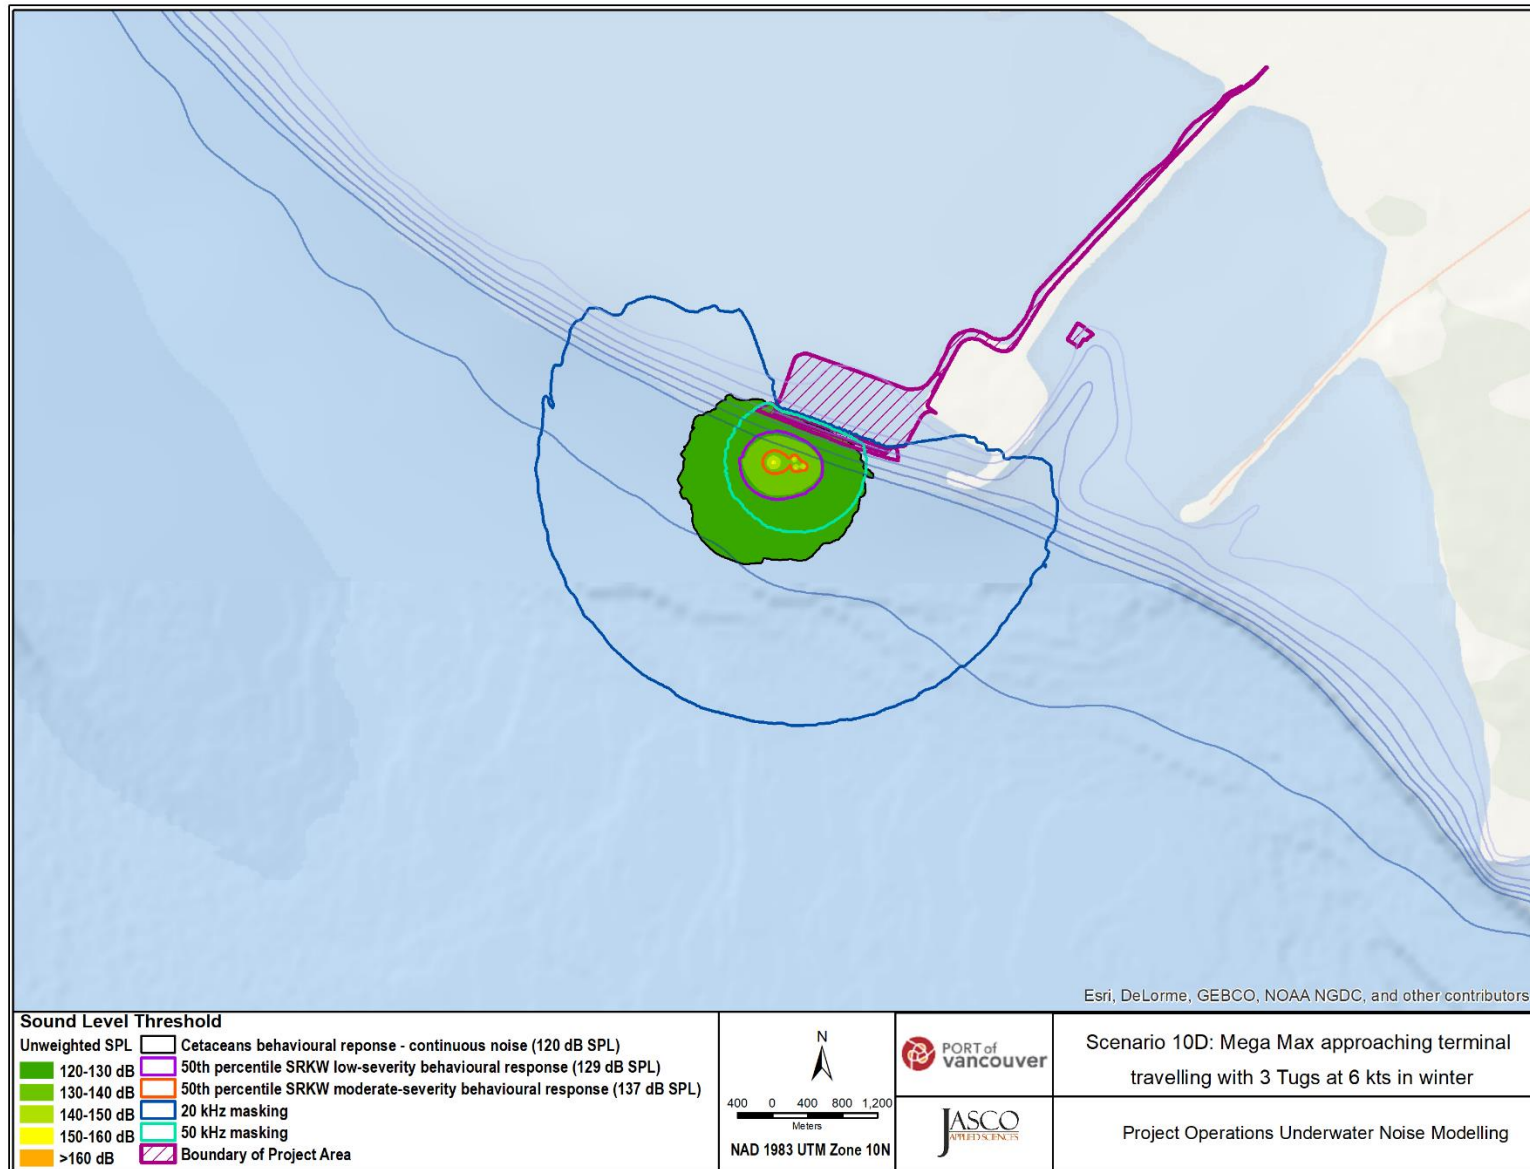 Esri, DeLorme, GEBCO, NOAA NGDC, and other contributors
Sound Level Threshold
Unweighted SPL
120-130 dB
130-140 dB
140-150 dB
150-160 dB
>160 dB
Cetaceans behavioural reponse - continuous noise (120 dB SPL)
50th percentile SRKW low-severity behavioural response (129 dB SPL)
50th percentile SRKW moderate-severity behavioural response (137 dB SPL)
20 kHz masking
50 kHz masking
Boundary of Project Area
N
400 0 400 800 1,200
Meters
NAD 1983 UTM Zone 10N
PORT of
vancouver
JASCO
APPLIED SCIENCES
Scenario 10D: Mega Max approaching terminal
travelling with 3 Tugs at 6 kts in winter
Project Operations Underwater Noise Modelling